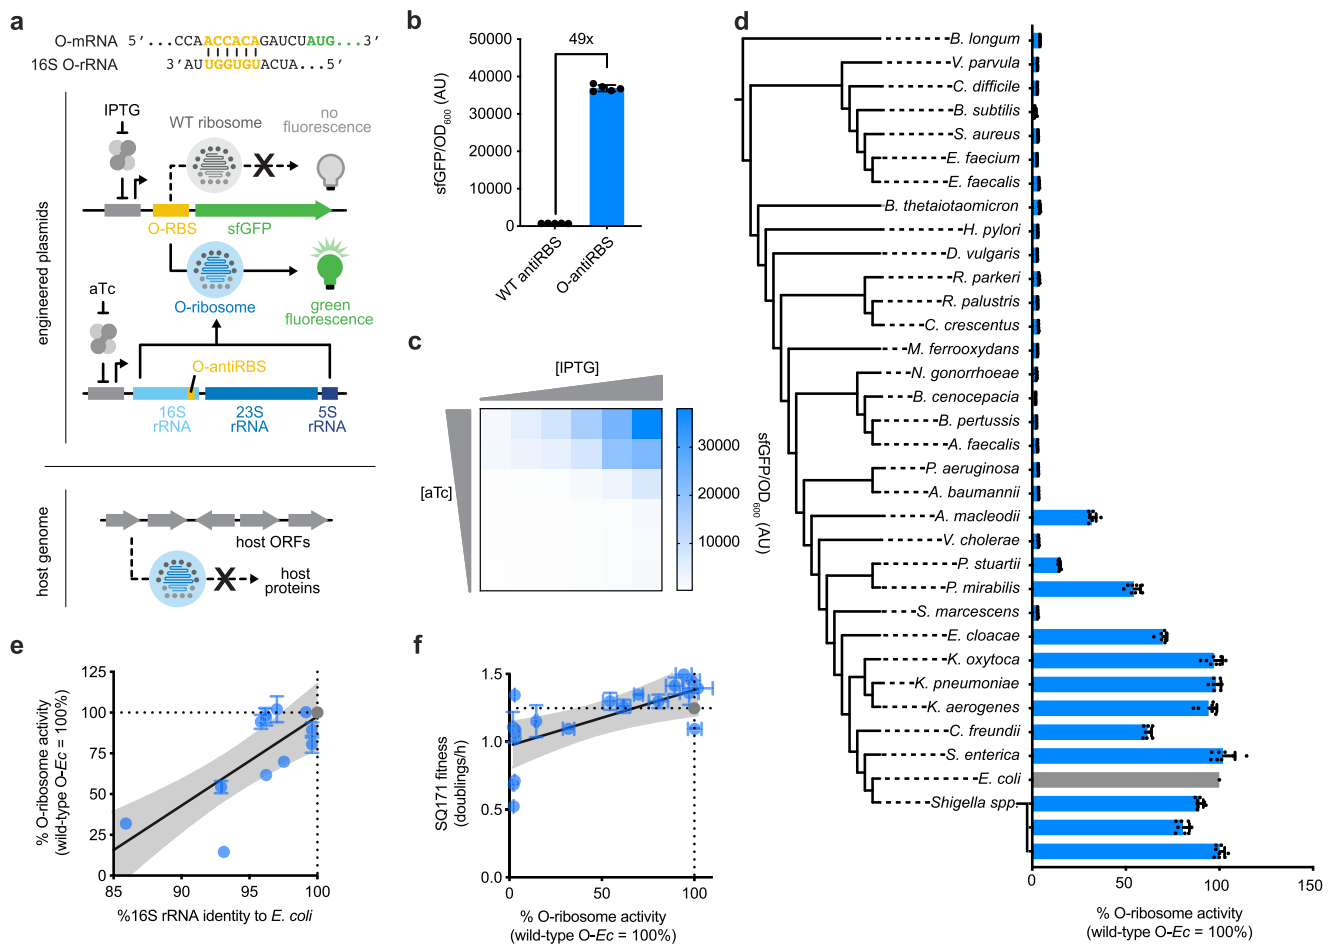 a
O-mRNA 5′...CCAACCACAGAUCUAUG...3′
16S O-rRNA 3′AUUGGUGUACUA...5′
engineered plasmids
IPTG
WT ribosome
no
fluorescence
O-RBS
sfGFP
aTc
O-ribosome
green
fluorescence
O-antiRBS
16S
rRNA
23S
rRNA
5S
rRNA
host genome
host ORFs
host
proteins
b
49x
sfGFP/OD600 (AU)
50000
40000
30000
20000
10000
0
WT antiRBS
O-antiRBS
c
[IPTG]
[aTc]
30000
20000
10000
sfGFP/OD600 (AU)
d
B. longum
V. parvula
C. difficile
B. subtilis
S. aureus
E. faecium
E. faecalis
B. thetaiotaomicron
H. pylori
D. vulgaris
R. parkeri
R. palustris
C. crescentus
M. ferrooxydans
N. gonorrhoeae
B. cenocepacia
B. pertussis
A. faecalis
P. aeruginosa
A. baumannii
A. macleodii
V. cholerae
P. stuartii
P. mirabilis
S. marcescens
E. cloacae
K. oxytoca
K. pneumoniae
K. aerogenes
C. freundii
S. enterica
E. coli
Shigella spp
0 50 100 150
% O-ribosome activity
(wild-type O-Ec = 100%)
e
% O-ribosome activity
(wild-type O-Ec = 100%)
125
100
75
50
25
0
85 90 95 100
%16S rRNA identity to E. coli
f
SQ171 fitness
(doublings/h)
1.5
1.0
0.5
0.0
0 50 100
% O-ribosome activity
(wild-type O-Ec = 100%)